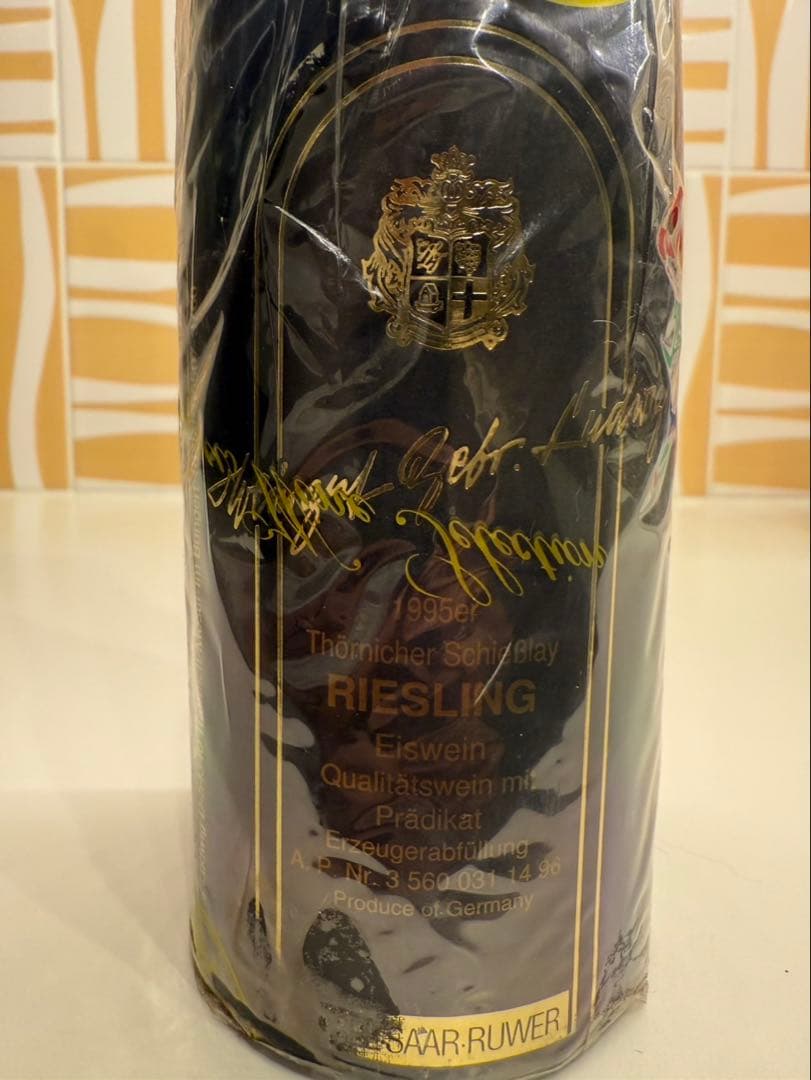 Gebr. Ludwig
Selection
1995er
Thörnicher Schießlay
RIESLING
Eiswein
Qualitätswein mit
Prädikat
Erzeugerabfüllung
A. P. Nr. 3 560 031 14 96
Produce of Germany
SAAR·RUWER